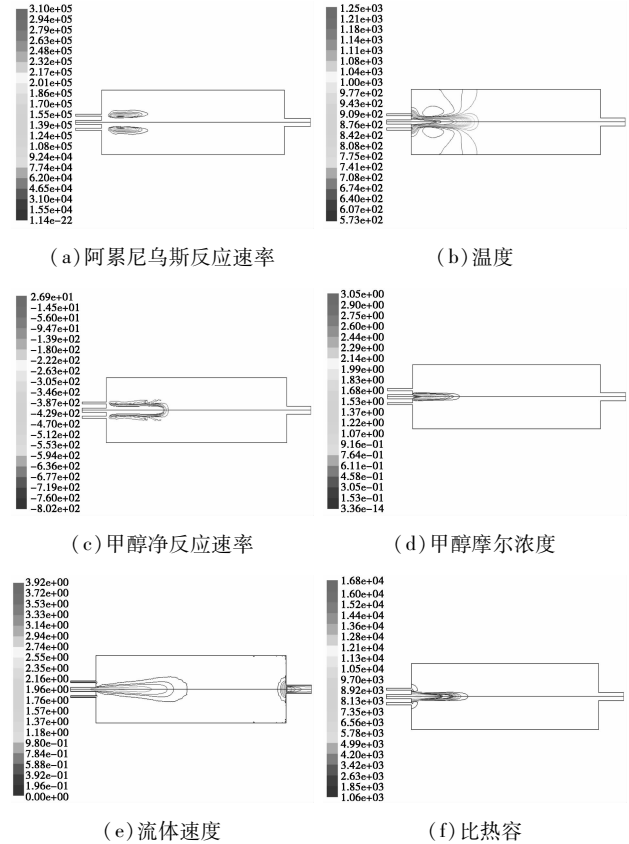 3.10e+05
2.94e+05
2.79e+05
2.63e+05
2.48e+05
2.32e+05
2.17e+05
2.01e+05
1.86e+05
1.70e+05
1.55e+05
1.39e+05
1.24e+05
1.08e+05
9.24e+04
7.74e+04
6.20e+04
4.65e+04
3.10e+04
1.55e+04
1.14e-22
(a)阿累尼乌斯反应速率
1.25e+03
1.21e+03
1.18e+03
1.14e+03
1.11e+03
1.08e+03
1.04e+03
1.00e+03
9.77e+02
9.43e+02
9.09e+02
8.76e+02
8.42e+02
8.08e+02
7.75e+02
7.41e+02
7.08e+02
6.74e+02
6.40e+02
6.07e+02
5.73e+02
(b)温度
2.69e+01
-1.45e+01
-5.60e+01
-9.47e+01
-1.39e+02
-1.80e+02
-2.22e+02
-2.63e+02
-3.05e+02
-3.46e+02
-3.87e+02
-4.29e+02
-4.70e+02
-5.12e+02
-5.53e+02
-5.94e+02
-6.36e+02
-6.77e+02
-7.19e+02
-7.60e+02
-8.02e+02
(c)甲醇净反应速率
3.05e+00
2.90e+00
2.75e+00
2.60e+00
2.44e+00
2.29e+00
2.14e+00
1.99e+00
1.83e+00
1.68e+00
1.53e+00
1.37e+00
1.22e+00
1.07e+00
9.16e-01
7.64e-01
6.11e-01
4.58e-01
3.05e-01
1.53e-01
3.36e-14
(d)甲醇摩尔浓度
3.92e+00
3.72e+00
3.53e+00
3.33e+00
3.14e+00
2.94e+00
2.74e+00
2.55e+00
2.35e+00
2.16e+00
1.96e+00
1.76e+00
1.57e+00
1.37e+00
1.18e+00
9.80e-01
7.84e-01
5.88e-01
3.92e-01
1.96e-01
0.00e+00
(e)流体速度
1.68e+04
1.60e+04
1.52e+04
1.44e+04
1.36e+04
1.28e+04
1.21e+04
1.13e+04
1.05e+04
9.70e+03
8.92e+03
8.13e+03
7.35e+03
6.56e+03
5.78e+03
4.99e+03
4.20e+03
3.42e+03
2.63e+03
1.85e+03
1.06e+03
(f)比热容